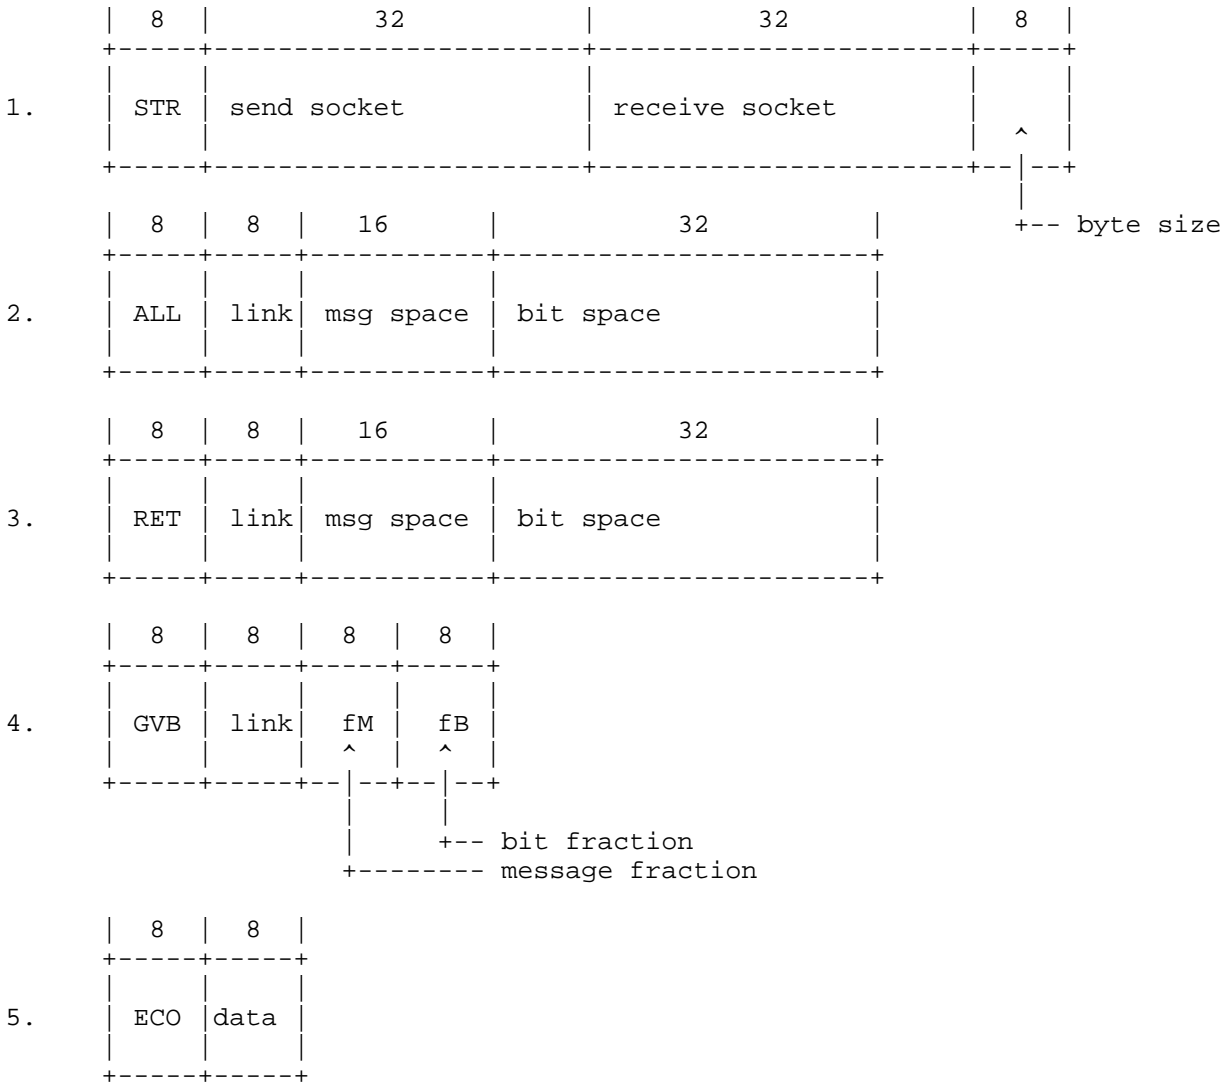 8 32 32 8
1. STR send socket receive socket
8 8 16 32 +-- byte size
2. ALL link msg space bit space
8 8 16 32
3. RET link msg space bit space
8 8 8 8
4. GVB link fM fB
+-- bit fraction
+-------- message fraction
8 8
5. ECO data